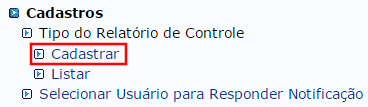 Cadastros
Tipo do Relatório de Controle
Cadastrar
Listar
Selecionar Usuário para Responder Notificação